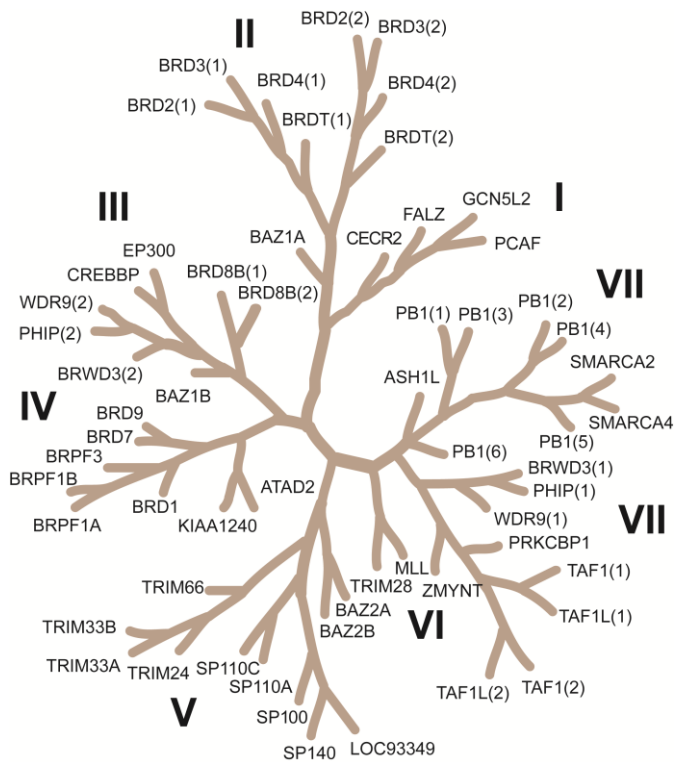 BRD2(2)
BRD3(2)
II
BRD3(1)
BRD4(1)
BRD4(2)
BRD2(1)
BRDT(1)
BRDT(2)
III
I
GCN5L2
FALZ
BAZ1A
CECR2
PCAF
EP300
CREBBP
BRD8B(1)
VII
WDR9(2)
BRD8B(2)
PB1(2)
PHIP(2)
PB1(1)
PB1(3)
PB1(4)
BRWD3(2)
SMARCA2
ASH1L
BAZ1B
IV
BRD9
SMARCA4
BRD7
PB1(5)
BRPF3
PB1(6)
BRPF1B
BRWD3(1)
ATAD2
PHIP(1)
BRD1
BRPF1A
KIAA1240
WDR9(1)
VII
PRKCBP1
MLL
TAF1(1)
TRIM66
TRIM28
ZMYNT
BAZ2A
TAF1L(1)
BAZ2B
VI
TRIM33B
TRIM33A
TRIM24
SP110C
SP110A
TAF1L(2)
TAF1(2)
V
SP100
SP140
LOC93349